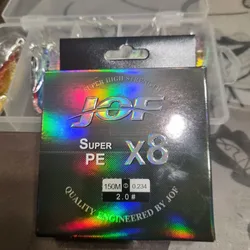 SUPER HIGH STRENGTH
JOF
SUPER
PE X8
150M 0.234
2.0#
QUALITY ENGINEERED BY JOF